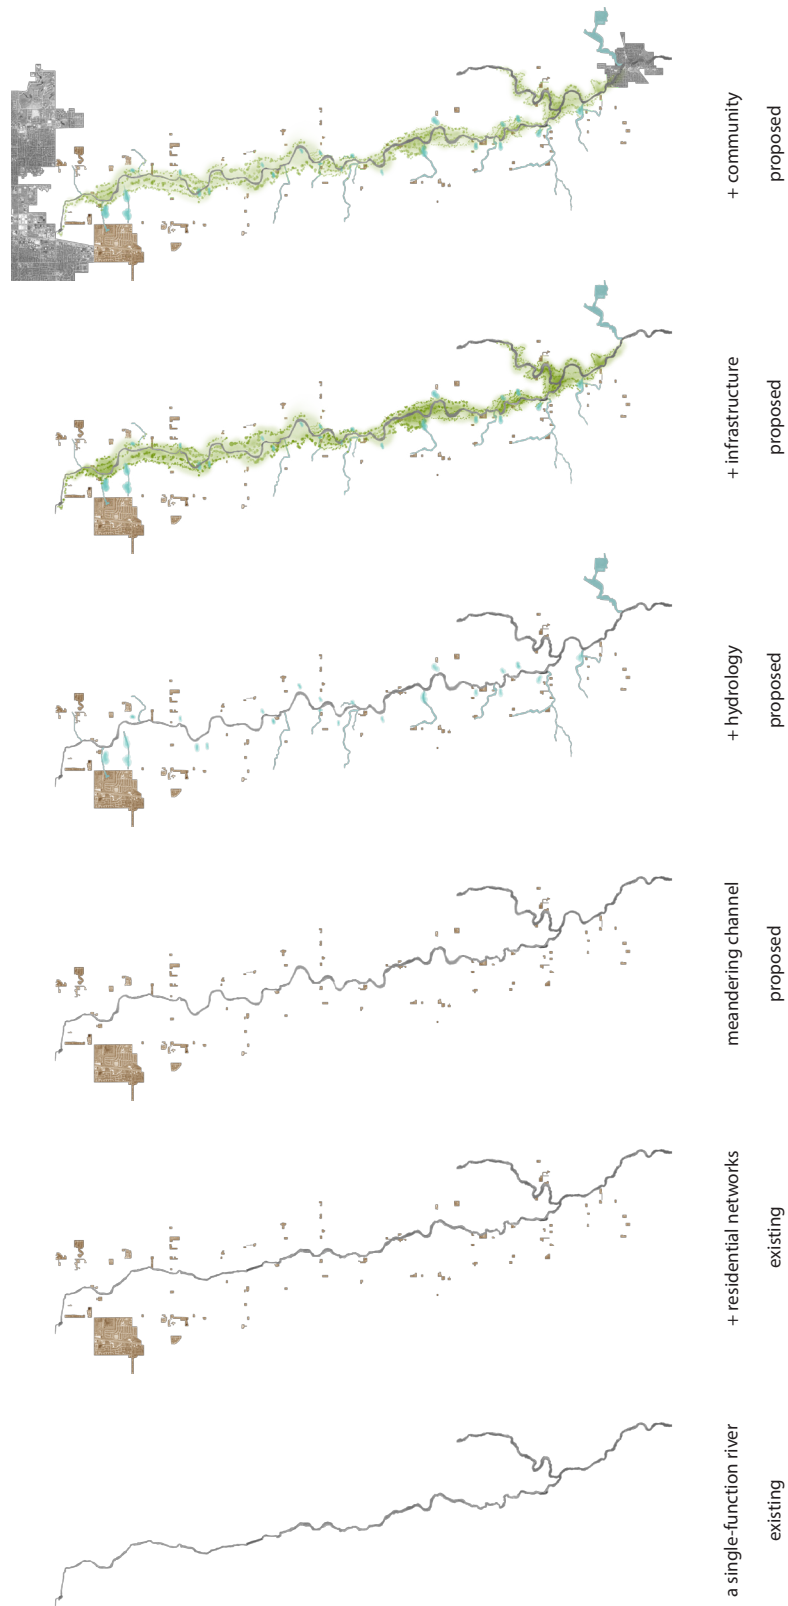 a single-function river
existing
+ residential networks
existing
meandering channel
proposed
+ hydrology
proposed
+ infrastructure
proposed
+ community
proposed